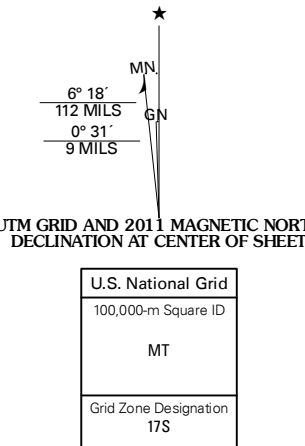 MN
6° 18´
112 MILS
GN
0° 31´
9 MILS
UTM GRID AND 2011 MAGNETIC NORT
DECLINATION AT CENTER OF SHEET
U.S. National Grid
100,000-m Square ID
MT
Grid Zone Designation
17S